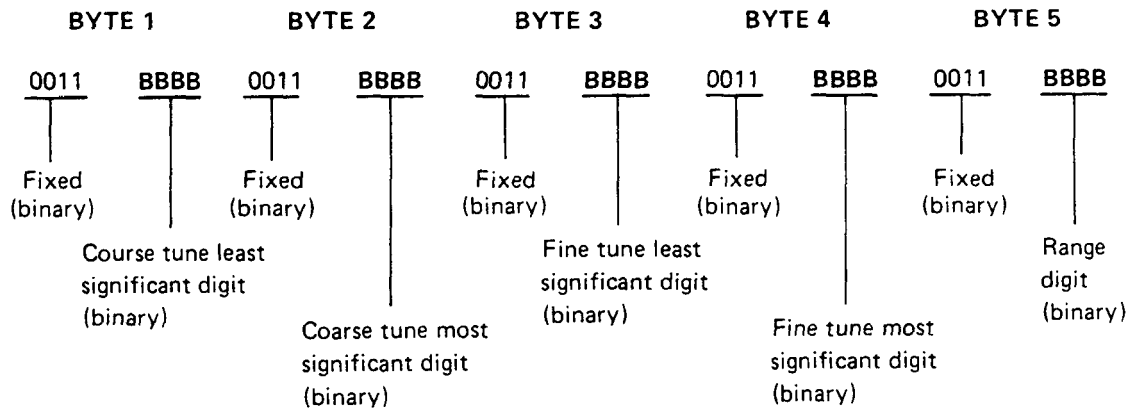 BYTE 1 BYTE 2 BYTE 3 BYTE 4 BYTE 5
0011 BBBB 0011 BBBB 0011 BBBB 0011 BBBB 0011 BBBB
Fixed
(binary)
Fixed
(binary)
Fixed
(binary)
Fixed
(binary)
Fixed
(binary)
Course tune least
significant digit
(binary)
Coarse tune most
significant digit
(binary)
Fine tune least
significant digit
(binary)
Fine tune most
significant digit
(binary)
Range
digit
(binary)